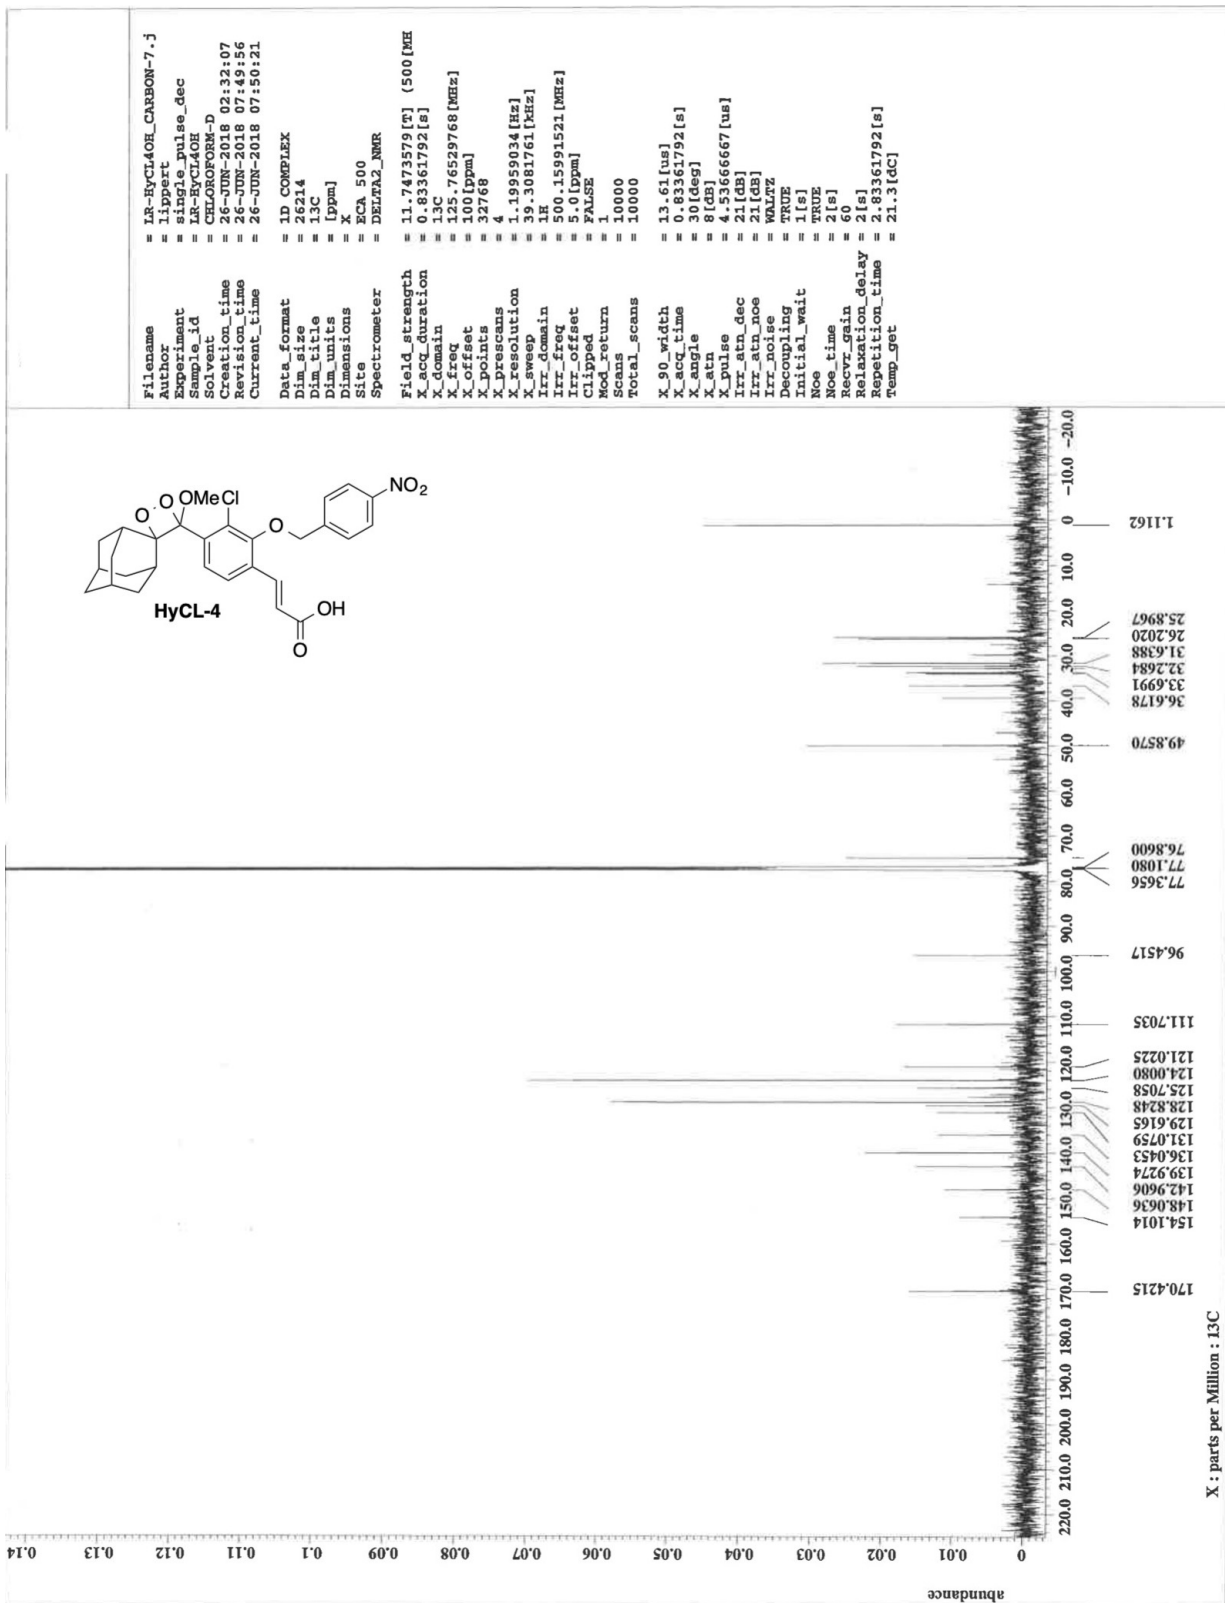 Filename = LR-HyCL4OH_CARBON-7.j
Author = lippert
Experiment = single_pulse_dec
Sample_id = LR-HyCL4OH
Solvent = CHLOROFORM-D
Creation_time = 26-JUN-2018 02:32:07
Revision_time = 26-JUN-2018 07:49:56
Current_time = 26-JUN-2018 07:50:21
Data_format = 1D COMPLEX
Dim_size = 26214
Dim_title = 13C
Dim_units = [ppm]
Dimensions = X
Site = ECA 500
Spectrometer = DELTA2_NMR
Field_strength = 11.7473579[T] (500[MH
X_acq_duration = 0.83361792[s]
X_domain = 13C
X_freq = 125.76529768[MHz]
X_offset = 100[ppm]
X_points = 32768
X_prescans = 4
X_resolution = 1.19959034[Hz]
X_sweep = 39.3081761[kHz]
Irr_domain = 1H
Irr_freq = 500.15991521[MHz]
Irr_offset = 5.0[ppm]
Clipped = FALSE
Mod_return = 1
Scans = 10000
Total_scans = 10000
X_90_width = 13.61[us]
X_acq_time = 0.83361792[s]
X_angle = 30[deg]
X_atn = 8[dB]
X_pulse = 4.53666667[us]
Irr_atn_dec = 21[dB]
Irr_atn_noe = 21[dB]
Irr_noise = WALTZ
Decoupling = TRUE
Initial_wait = 1[s]
Noe = TRUE
Noe_time = 2[s]
Recvr_gain = 60
Relaxation_delay = 2[s]
Repetition_time = 2.83361792[s]
Temp_get = 21.3[dC]
O O OMe Cl
O
NO2
OH
O
HyCL-4
abundance
0 0.01 0.02 0.03 0.04 0.05 0.06 0.07 0.08 0.09 0.1 0.11 0.12 0.13 0.14
220.0 210.0 200.0 190.0 180.0 170.0 160.0 150.0 140.0 130.0 120.0 110.0 100.0 90.0 80.0 70.0 60.0 50.0 40.0 30.0 20.0 10.0 0 -10.0 -20.0
170.4215
154.1014
148.0636
142.9606
139.9274
136.0453
131.0759
129.6165
128.8248
125.7058
124.0080
121.0225
111.7035
96.4517
77.3656
77.1080
76.8600
49.8570
36.6178
33.6991
32.2684
31.6388
26.2020
25.8967
1.1162
X : parts per Million : 13C